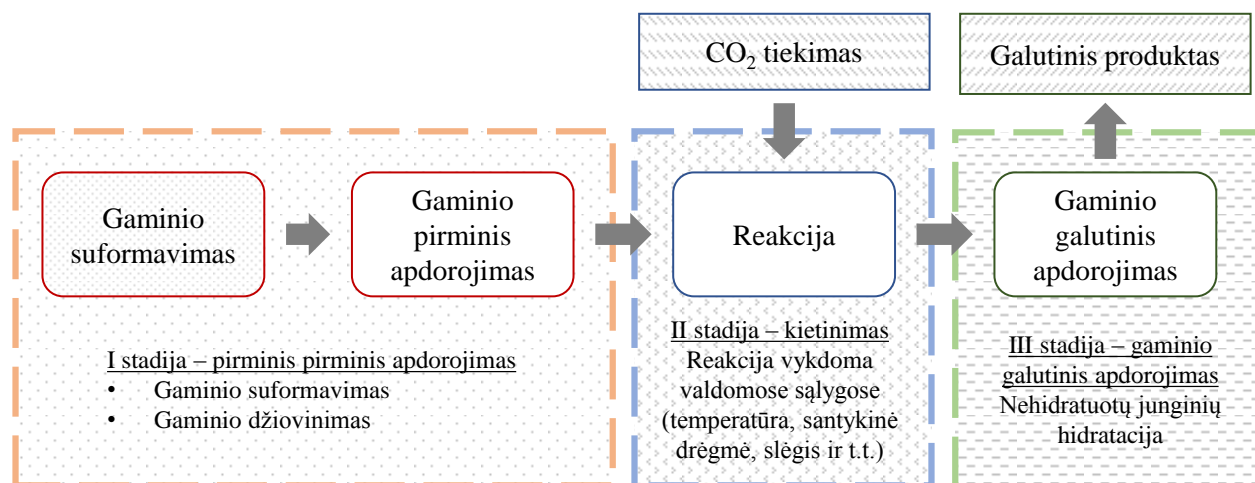 CO₂ tiekimas
Galutinis produktas
Gaminio
suformavimas
Gaminio
pirminis
apdorojimas
Reakcija
Gaminio
galutinis
apdorojimas
I stadija – pirminis pirminis apdorojimas
• Gaminio suformavimas
• Gaminio džiovinimas
II stadija – kietinimas
Reakcija vykdoma
valdomose sąlygose
(temperatūra, santykinė
drėgmė, slėgis ir t.t.)
III stadija – gaminio
galutinis apdorojimas
Nehidratuotų junginių
hidratacija